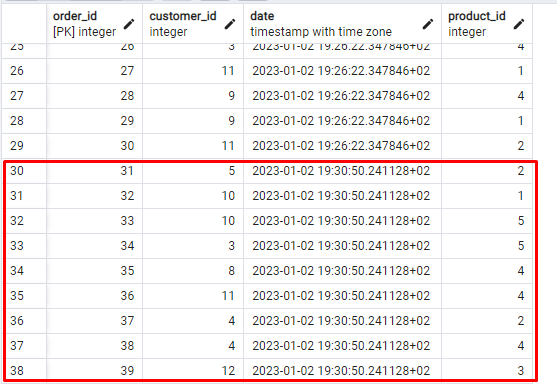 order_id customer_id date product_id
[PK] integer integer timestamp with time zone integer
25 26 3 2023-01-02 19:26:22.347846+02 4
26 27 11 2023-01-02 19:26:22.347846+02 1
27 28 9 2023-01-02 19:26:22.347846+02 4
28 29 9 2023-01-02 19:26:22.347846+02 1
29 30 11 2023-01-02 19:26:22.347846+02 2
30 31 5 2023-01-02 19:30:50.241128+02 2
31 32 10 2023-01-02 19:30:50.241128+02 1
32 33 10 2023-01-02 19:30:50.241128+02 5
33 34 3 2023-01-02 19:30:50.241128+02 5
34 35 8 2023-01-02 19:30:50.241128+02 4
35 36 11 2023-01-02 19:30:50.241128+02 4
36 37 4 2023-01-02 19:30:50.241128+02 2
37 38 4 2023-01-02 19:30:50.241128+02 4
38 39 12 2023-01-02 19:30:50.241128+02 3